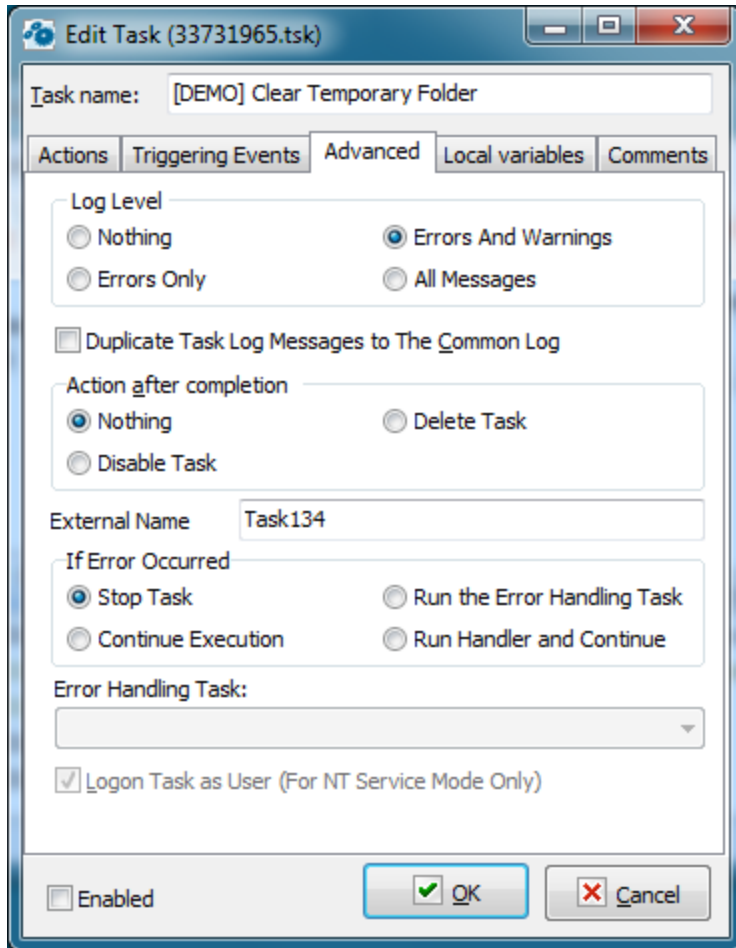 Edit Task (33731965.tsk)
Task name: [DEMO] Clear Temporary Folder
Actions Triggering Events Advanced Local variables Comments
Log Level
Nothing Errors And Warnings
Errors Only All Messages
Duplicate Task Log Messages to The Common Log
Action after completion
Nothing Delete Task
Disable Task
External Name Task134
If Error Occurred
Stop Task Run the Error Handling Task
Continue Execution Run Handler and Continue
Error Handling Task:
Logon Task as User (For NT Service Mode Only)
Enabled OK Cancel